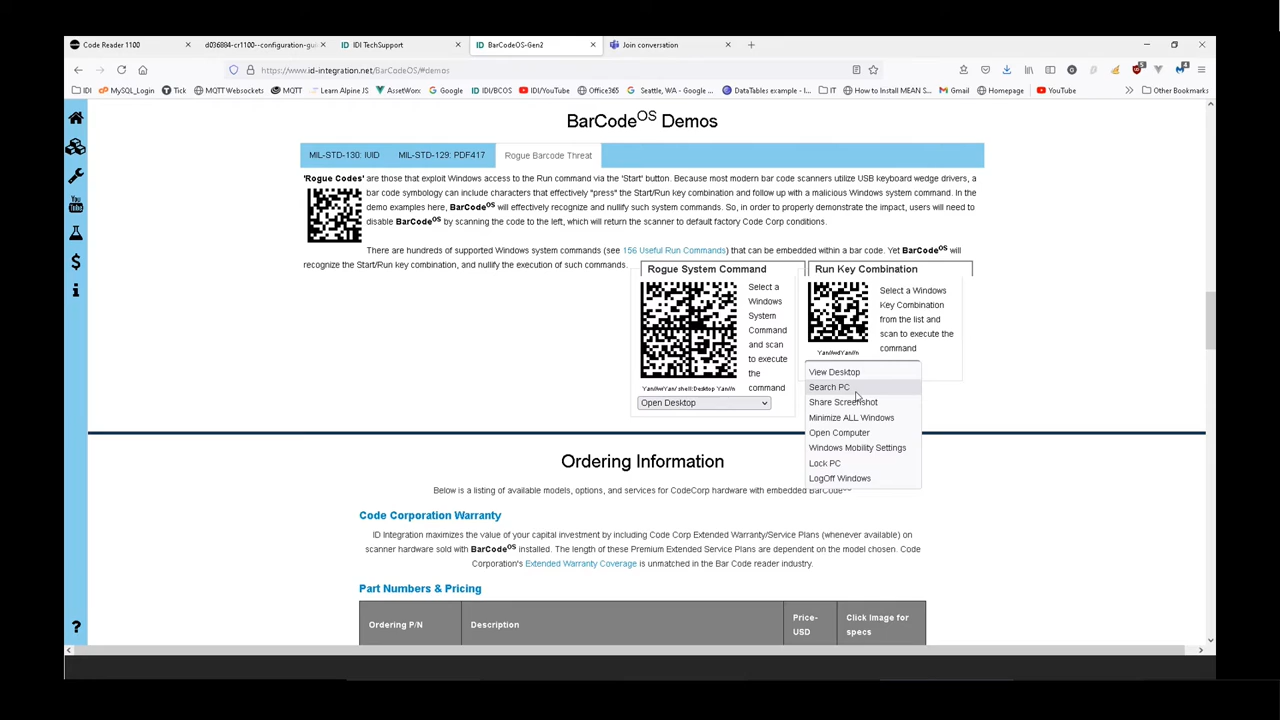 Code Reader 1100
d036884-cr1100--configuration-gui
IDI TechSupport
BarCodeOS-Gen2
Join conversation
https://www.id-integration.net/BarCodeOS/#demos
IDI
MySQL_Login
Tick
MQTT Websockets
MQTT
Learn Alpine JS
AssetWorx
Google
IDI/BCOS
IDI/YouTube
Office365
Seattle, WA - Google ...
DataTables example - I...
IT
How to Install MEAN S...
Gmail
Homepage
YouTube
Other Bookmarks
BarCodeOS Demos
MIL-STD-130: IUID
MIL-STD-129: PDF417
Rogue Barcode Threat
'Rogue Codes' are those that exploit Windows access to the Run command via the 'Start' button. Because most modern bar code scanners utilize USB keyboard wedge drivers, a
bar code symbology can include characters that effectively "press" the Start/Run key combination and follow up with a malicious Windows system command. In the
demo examples here, BarCodeOS will effectively recognize and nullify such system commands. So, in order to properly demonstrate the impact, users will need to
disable BarCodeOS by scanning the code to the left, which will return the scanner to default factory Code Corp conditions.
There are hundreds of supported Windows system commands (see 156 Useful Run Commands) that can be embedded within a bar code. Yet BarCodeOS will
recognize the Start/Run key combination, and nullify the execution of such commands.
Rogue System Command
Select a
Windows
System
Command
and scan
to execute
the
command
Open Desktop
Run Key Combination
Select a Windows
Key Combination
from the list and
scan to execute the
command
View Desktop
Search PC
Share Screenshot
Minimize ALL Windows
Open Computer
Windows Mobility Settings
Lock PC
LogOff Windows
Ordering Information
Below is a listing of available models, options, and services for CodeCorp hardware with embedded BarCodeOS
Code Corporation Warranty
ID Integration maximizes the value of your capital investment by including Code Corp Extended Warranty/Service Plans (whenever available) on
scanner hardware sold with BarCodeOS installed. The length of these Premium Extended Service Plans are dependent on the model chosen. Code
Corporation's Extended Warranty Coverage is unmatched in the Bar Code reader industry.
Part Numbers & Pricing
Ordering P/N
Description
Price-
USD
Click Image for
specs